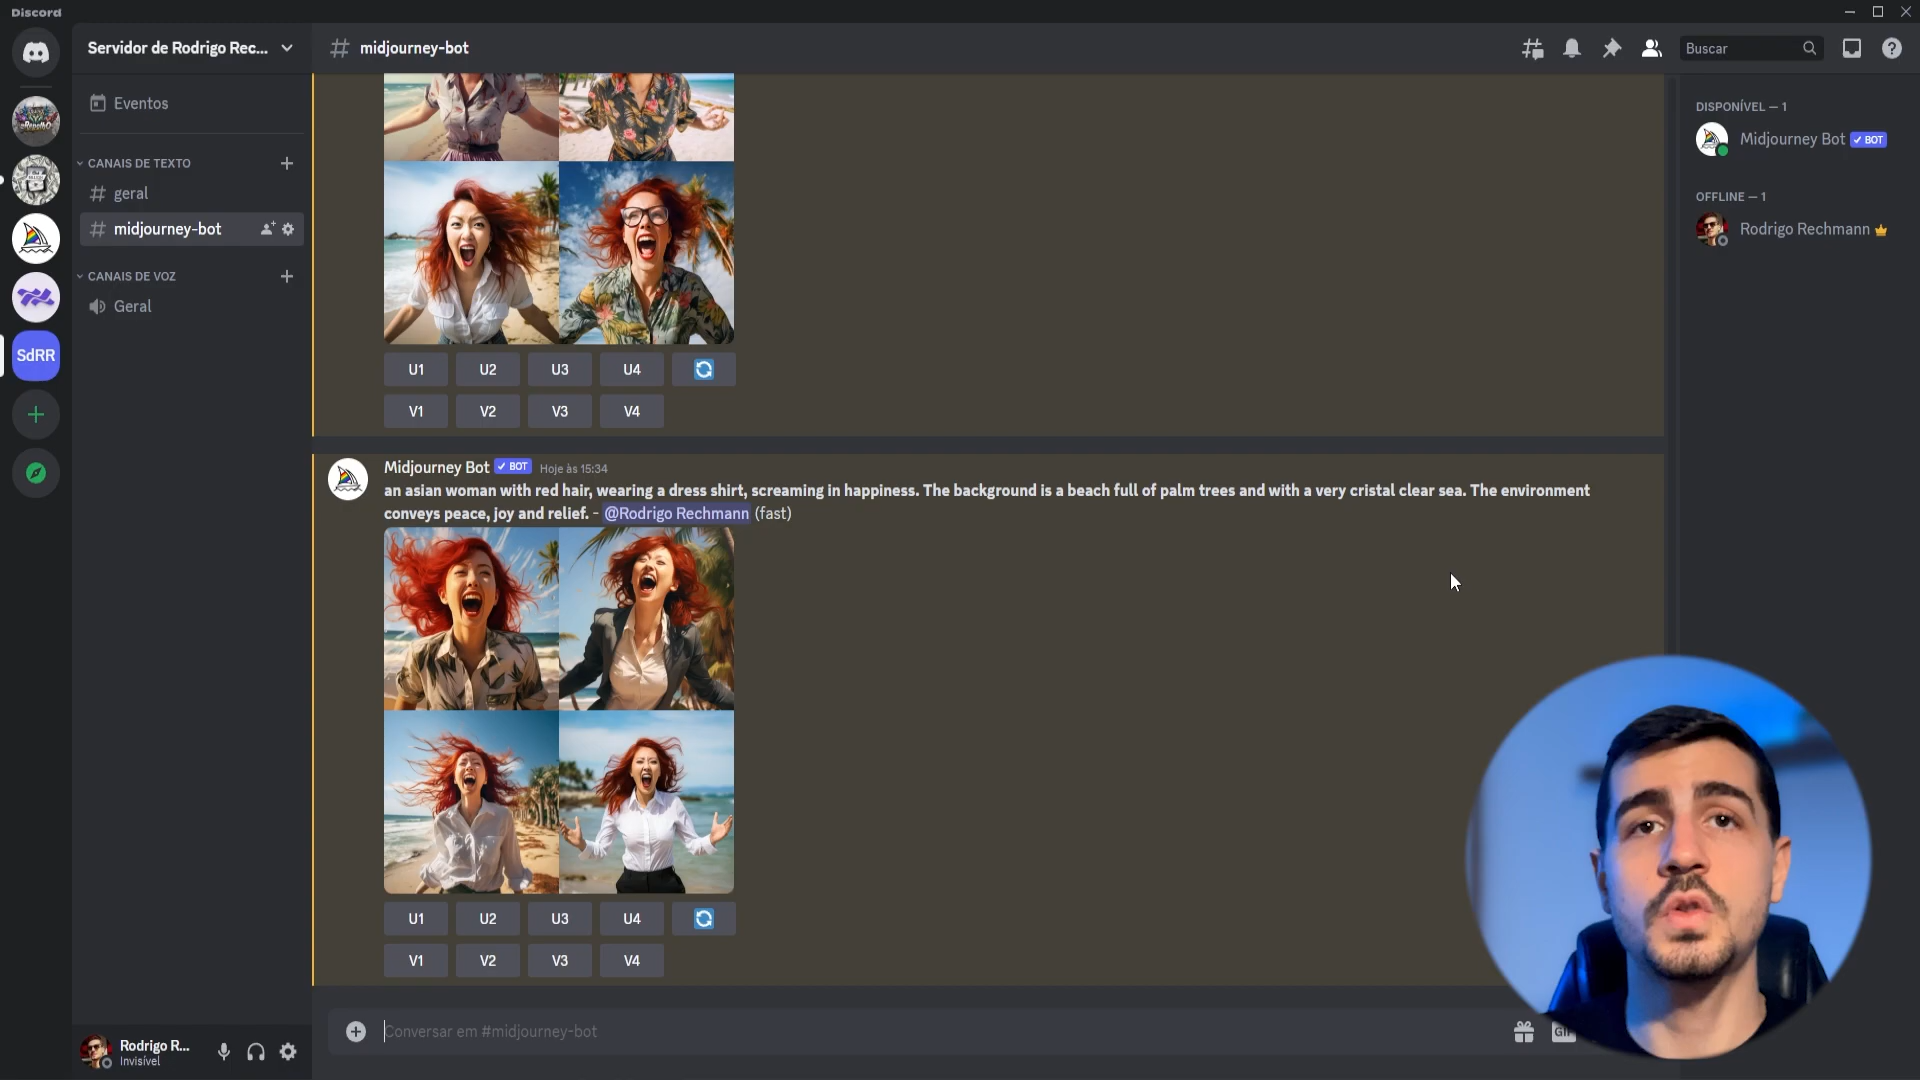 Discord
Servidor de Rodrigo Rec...
midjourney-bot
Buscar
Eventos
CANAIS DE TEXTO
geral
midjourney-bot
CANAIS DE VOZ
Geral
SdRR
U1 U2 U3 U4
V1 V2 V3 V4
Midjourney Bot BOT Hoje às 15:34
an asian woman with red hair, wearing a dress shirt, screaming in happiness. The background is a beach full of palm trees and with a very cristal clear sea. The environment
conveys peace, joy and relief. - @Rodrigo Rechmann (fast)
U1 U2 U3 U4
V1 V2 V3 V4
Conversar em #midjourney-bot
Rodrigo R...
Invisível
DISPONÍVEL — 1
Midjourney Bot BOT
OFFLINE — 1
Rodrigo Rechmann